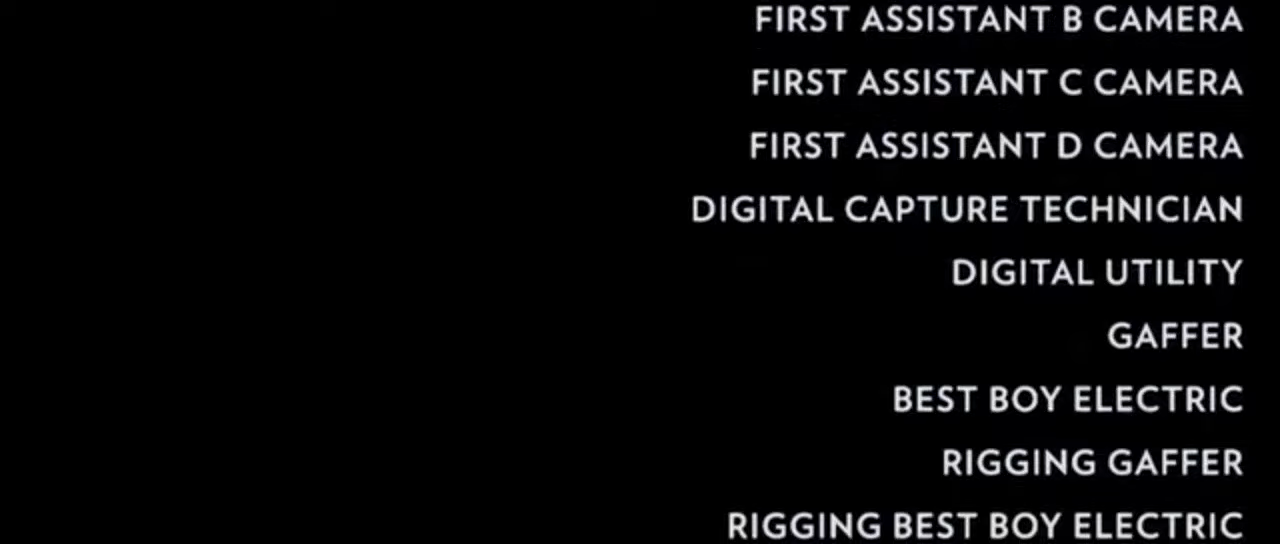 FIRST ASSISTANT B CAMERA
FIRST ASSISTANT C CAMERA
FIRST ASSISTANT D CAMERA
DIGITAL CAPTURE TECHNICIAN
DIGITAL UTILITY
GAFFER
BEST BOY ELECTRIC
RIGGING GAFFER
RIGGING BEST BOY ELECTRIC